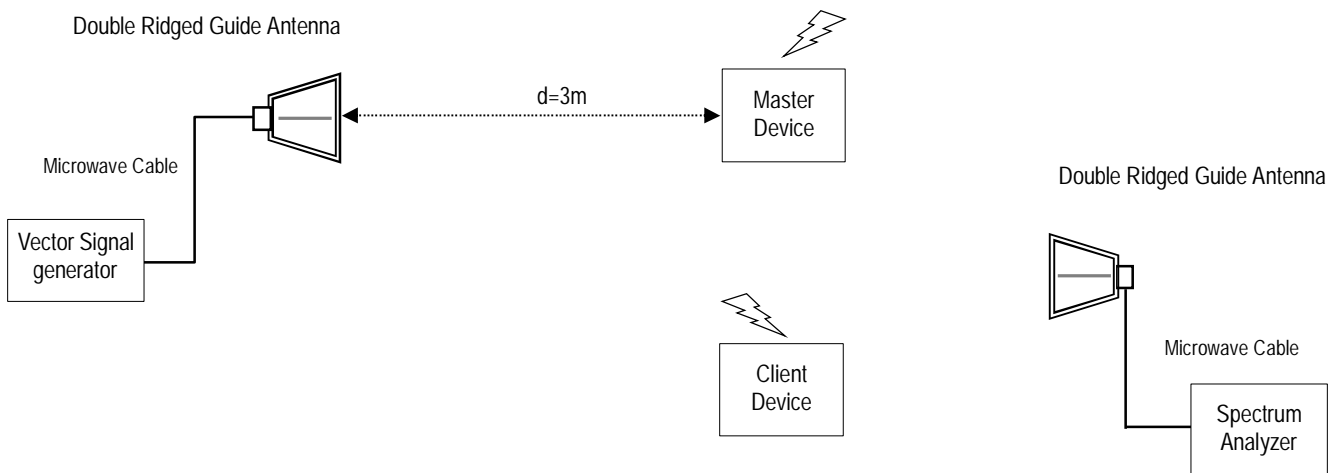 Double Ridged Guide Antenna
d=3m
Master
Device
Microwave Cable
Double Ridged Guide Antenna
Vector Signal
generator
Client
Device
Microwave Cable
Spectrum
Analyzer